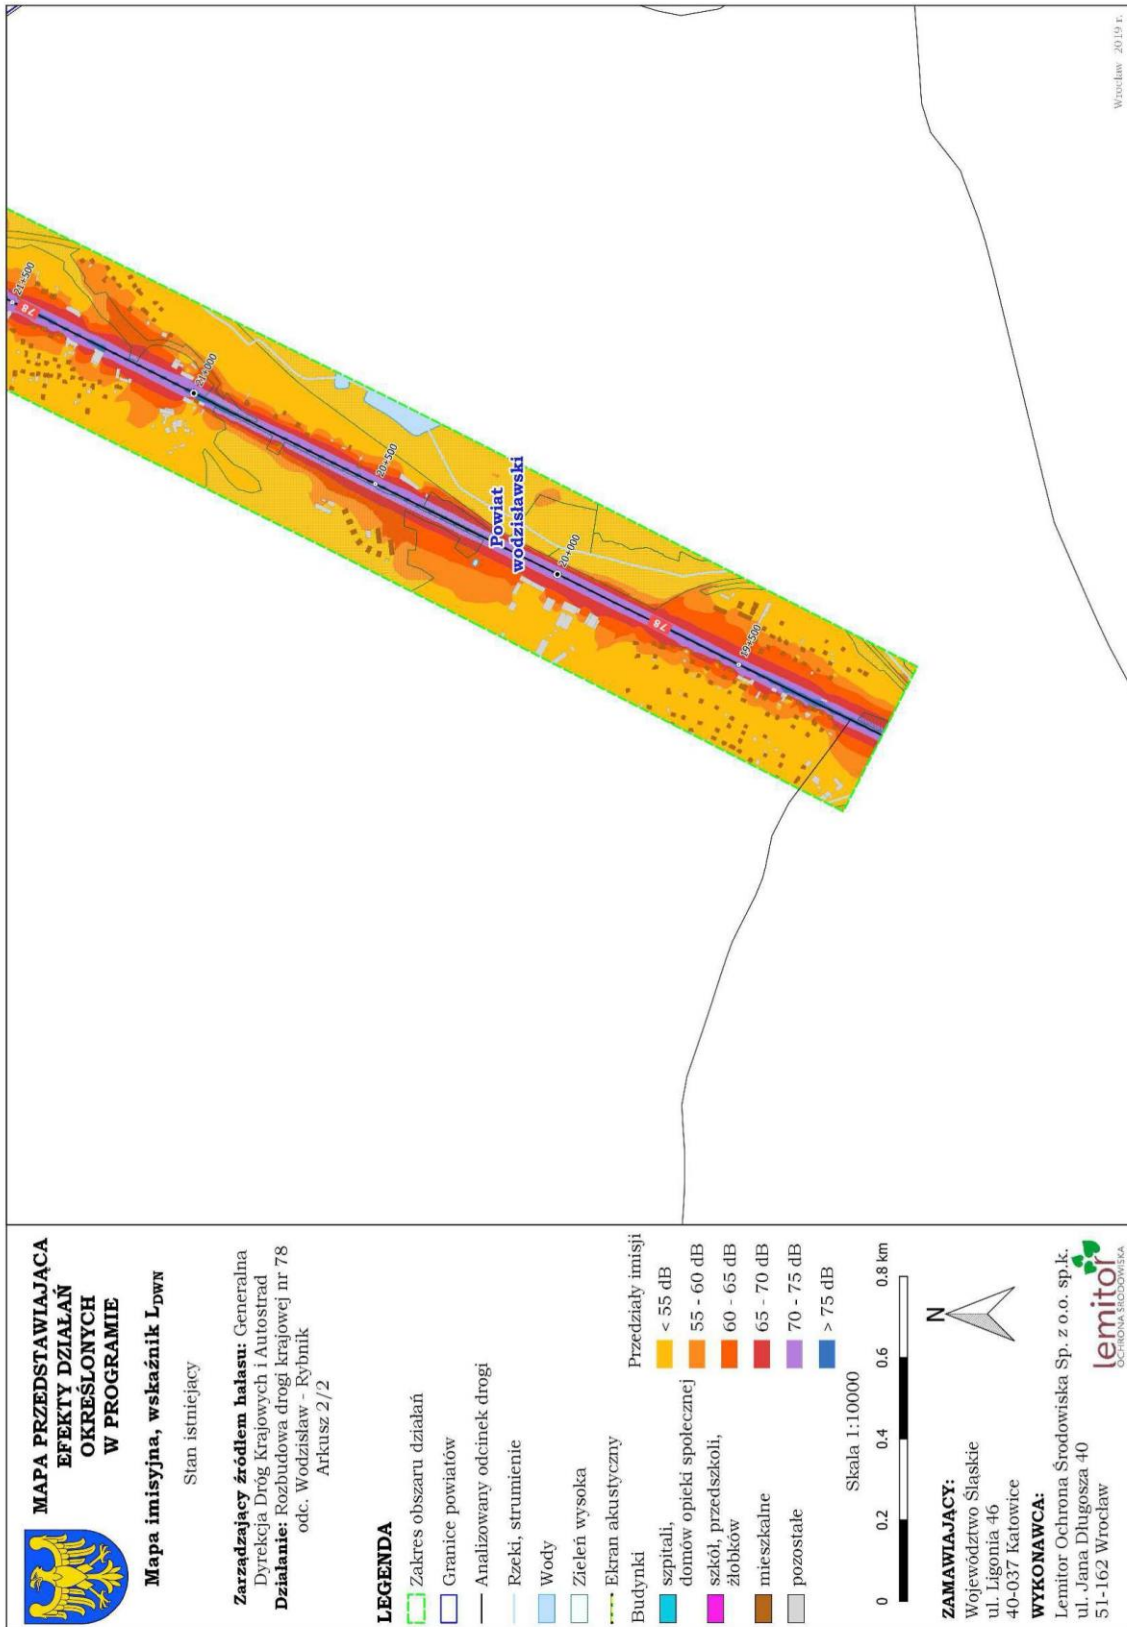 MAPA PRZEDSTAWIAJĄCA
EFEKTY DZIAŁAŃ
OKREŚLONYCH
W PROGRAMIE
Mapa imisyjna, wskaźnik L_DWN
Stan istniejący
Zarządzający źródłem hałasu: Generalna
Dyrekcja Dróg Krajowych i Autostrad
Działanie: Rozbudowa drogi krajowej nr 78
odc. Wodzisław - Rybnik
Arkusz 2/2
LEGENDA
Zakres obszaru działań
Granice powiatów
Analizowany odcinek drogi
Rzeki, strumienie
Wody
Zieleń wysoka
Ekran akustyczny
Budynki
szpitali,
domów opieki społecznej
szkół, przedszkoli,
żłobków
mieszkalne
pozostałe
Przedziały imisji
< 55 dB
55 - 60 dB
60 - 65 dB
65 - 70 dB
70 - 75 dB
> 75 dB
Skala 1:10000
0 0.2 0.4 0.6 0.8 km
N
ZAMAWIAJĄCY:
Województwo Śląskie
ul. Ligonia 46
40-037 Katowice
WYKONAWCA:
Lemitor Ochrona Środowiska Sp. z o.o. sp.k.
ul. Jana Długosza 40
51-162 Wrocław
lemitor
OCHRONA ŚRODOWISKA
21+500
78
21+000
20+500
Powiat
wodzisławski
20+000
78
19+500
Wrocław 2019 r.